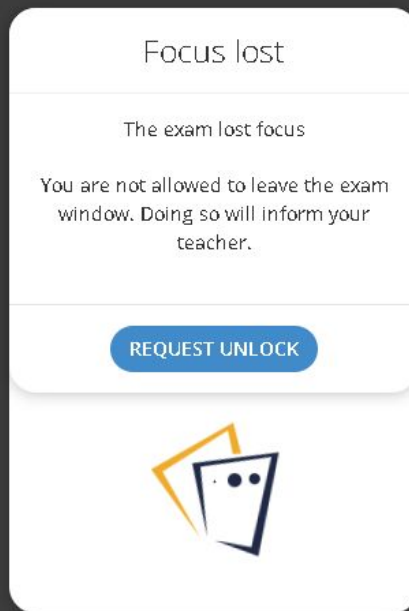 Focus lost
The exam lost focus
You are not allowed to leave the exam
window. Doing so will inform your
teacher.
REQUEST UNLOCK